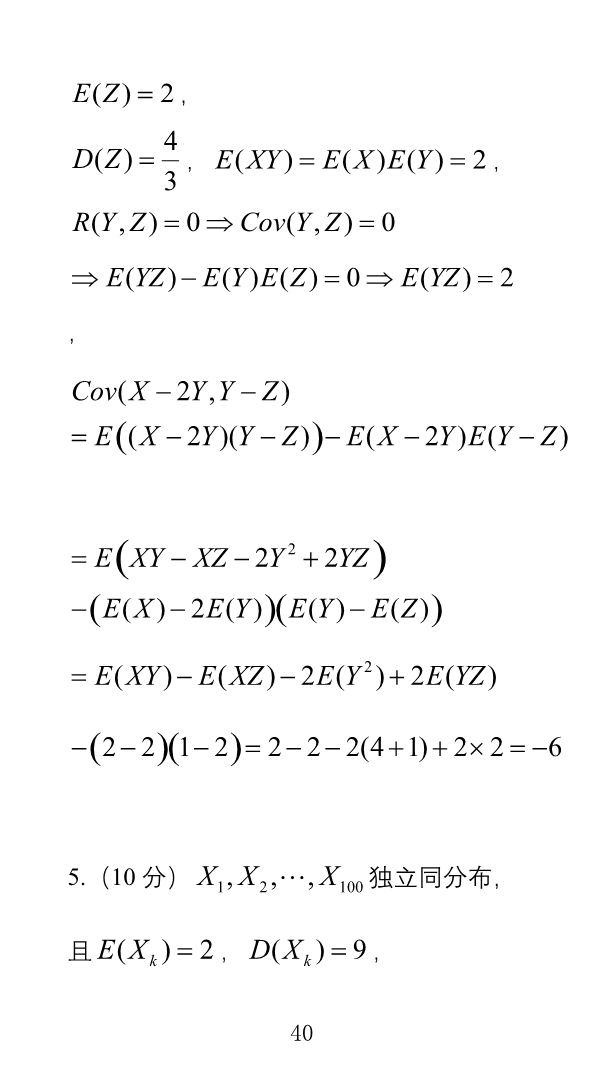 E(Z) = 2 ,
D(Z) = 4/3 , E(XY) = E(X)E(Y) = 2 ,
R(Y, Z) = 0 ⇒ Cov(Y, Z) = 0
⇒ E(YZ) − E(Y)E(Z) = 0 ⇒ E(YZ) = 2
,
Cov(X − 2Y, Y − Z)
= E((X − 2Y)(Y − Z)) − E(X − 2Y)E(Y − Z)
= E(XY − XZ − 2Y² + 2YZ)
−(E(X) − 2E(Y))(E(Y) − E(Z))
= E(XY) − E(XZ) − 2E(Y²) + 2E(YZ)
−(2 − 2)(1 − 2) = 2 − 2 − 2(4 + 1) + 2 × 2 = −6
5.（10 分） X₁, X₂, ⋯, X₁₀₀ 独立同分布，
且 E(Xₖ) = 2 , D(Xₖ) = 9 ,
40